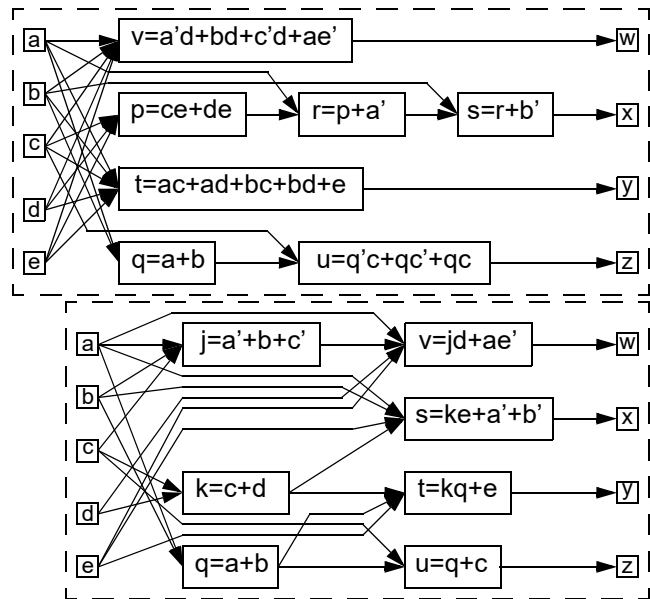 a v=a’d+bd+c’d+ae’ w
b
p=ce+de r=p+a’ s=r+b’ x
c
t=ac+ad+bc+bd+e y
d
e q=a+b u=q’c+qc’+qc z
a j=a’+b+c’ v=jd+ae’ w
b
s=ke+a’+b’ x
c
k=c+d t=kq+e y
d
e q=a+b u=q+c z